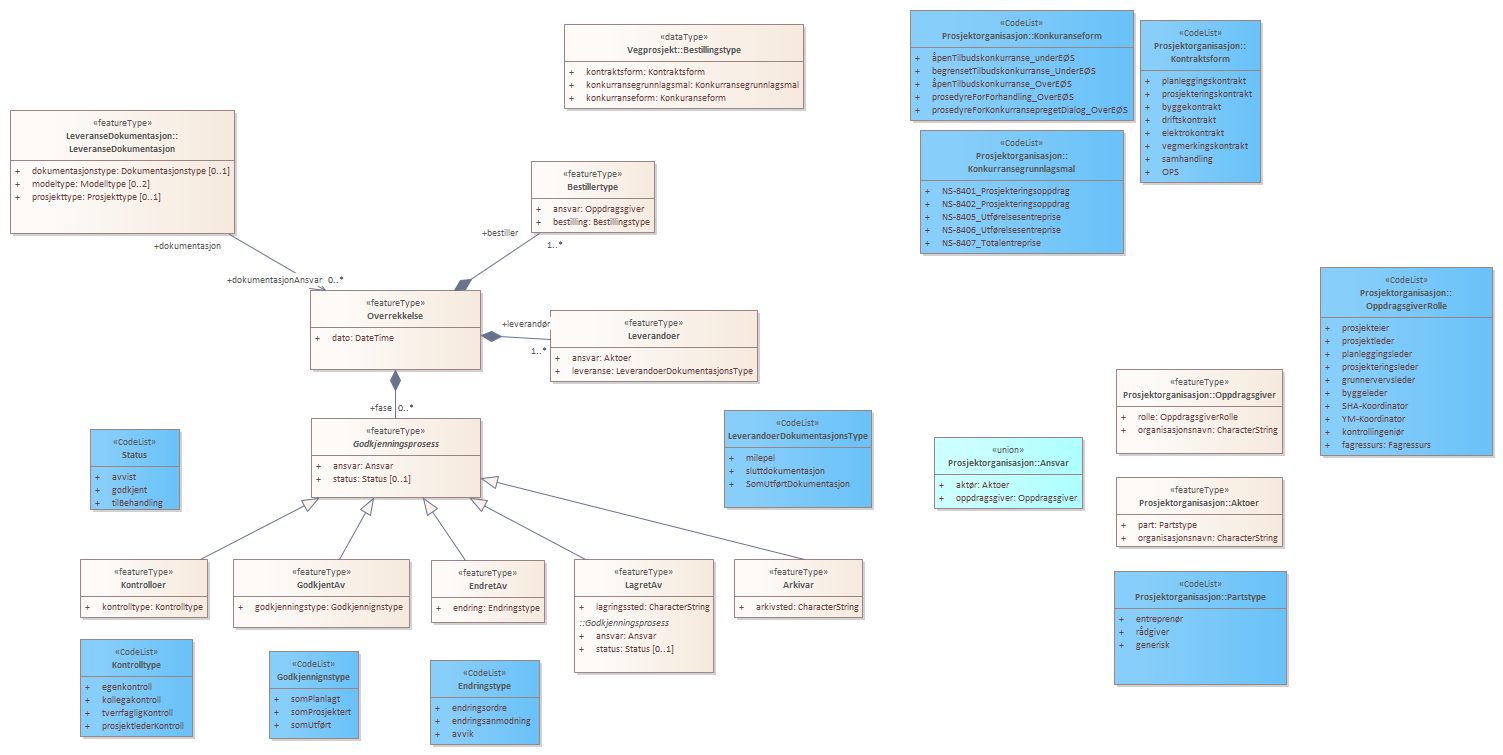 «dataType»
Vegprosjekt::Bestillingstype
+ kontraktsform: Kontraktsform
+ konkurransegrunnlagsmal: Konkurransegrunnlagsmal
+ konkurranseform: Konkuranseform
«CodeList»
Prosjektorganisasjon::Konkuranseform
+ åpenTilbudskonkurranse_underEØS
+ begrensetTilbudskonkurranse_UnderEØS
+ åpenTilbudskonkurranse_OverEØS
+ prosedyreForForhandling_OverEØS
+ prosedyreForKonkurransepregetDialog_OverEØS
«CodeList»
Prosjektorganisasjon::
Kontraktsform
+ planleggingskontrakt
+ prosjekteringskontrakt
+ byggekontrakt
+ driftskontrakt
+ elektrokontrakt
+ vegmerkingskontrakt
+ samhandling
+ OPS
«CodeList»
Prosjektorganisasjon::
Konkurransegrunnlagsmal
+ NS-8401_Prosjekteringsoppdrag
+ NS-8402_Prosjekteringsoppdrag
+ NS-8405_Utførelsesentreprise
+ NS-8406_Utførelsesentreprise
+ NS-8407_Totalentreprise
«featureType»
LeveranseDokumentasjon::
LeveranseDokumentasjon
+ dokumentasjonstype: Dokumentasjonstype [0..1]
+ modeltype: Modelltype [0..2]
+ prosjekttype: Prosjekttype [0..1]
«featureType»
Bestillertype
+ ansvar: Oppdragsgiver
+ bestilling: Bestillingstype
+dokumentasjon
+bestiller
1..*
+dokumentasjonAnsvar 0..*
«featureType»
Overrekkelse
+ dato: DateTime
+leverandør
1..*
«featureType»
Leverandoer
+ ansvar: Aktoer
+ leveranse: LeverandoerDokumentasjonsType
«CodeList»
Prosjektorganisasjon::
OppdragsgiverRolle
+ prosjekteier
+ prosjektleder
+ planleggingsleder
+ prosjekteringsleder
+ grunnervervsleder
+ byggeleder
+ SHA-Koordinator
+ YM-Koordinator
+ kontrollingeniør
+ fagressurs: Fagressurs
+fase 0..*
«featureType»
Godkjenningsprosess
+ ansvar: Ansvar
+ status: Status [0..1]
«featureType»
Prosjektorganisasjon::Oppdragsgiver
+ rolle: OppdragsgiverRolle
+ organisasjonsnavn: CharacterString
«CodeList»
Status
+ avvist
+ godkjent
+ tilBehandling
«CodeList»
LeverandoerDokumentasjonsType
+ milepel
+ sluttdokumentasjon
+ SomUtførtDokumentasjon
«union»
Prosjektorganisasjon::Ansvar
+ aktør: Aktoer
+ oppdragsgiver: Oppdragsgiver
«featureType»
Prosjektorganisasjon::Aktoer
+ part: Partstype
+ organisasjonsnavn: CharacterString
«featureType»
Kontrolloer
+ kontrolltype: Kontrolltype
«featureType»
GodkjentAv
+ godkjenningstype: Godkjennignstype
«featureType»
EndretAv
+ endring: Endringstype
«featureType»
LagretAv
+ lagringssted: CharacterString
::Godkjenningsprosess
+ ansvar: Ansvar
+ status: Status [0..1]
«featureType»
Arkivar
+ arkivsted: CharacterString
«CodeList»
Prosjektorganisasjon::Partstype
+ entreprenør
+ rådgiver
+ generisk
«CodeList»
Kontrolltype
+ egenkontroll
+ kollegakontroll
+ tverrfagligKontroll
+ prosjektlederKontroll
«CodeList»
Godkjennignstype
+ somPlanlagt
+ somProsjektert
+ somUtført
«CodeList»
Endringstype
+ endringsordre
+ endringsanmodning
+ avvik